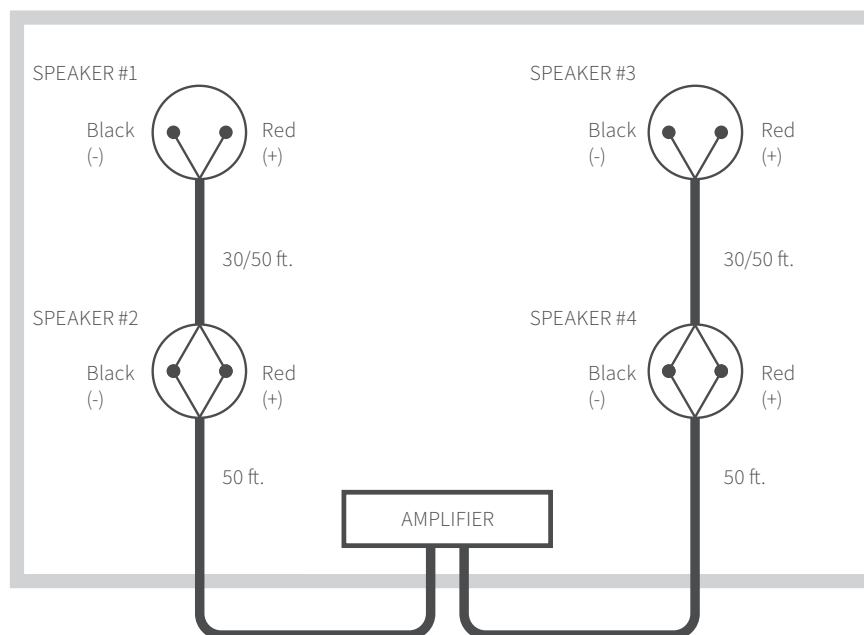 SPEAKER #1
Black
(-)
Red
(+)
30/50 ft.
SPEAKER #2
Black
(-)
Red
(+)
50 ft.
SPEAKER #3
Black
(-)
Red
(+)
30/50 ft.
SPEAKER #4
Black
(-)
Red
(+)
50 ft.
AMPLIFIER